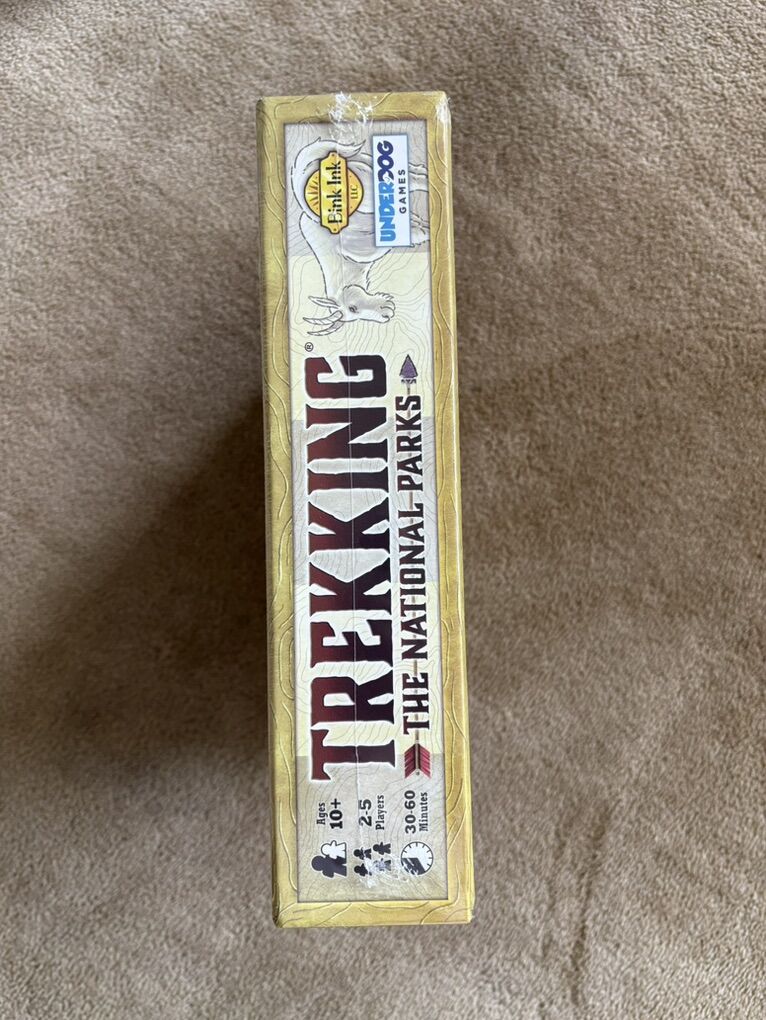 Ages
10+
2-5
Players
30-60
Minutes
TREKKING®
THE NATIONAL PARKS
Bink Ink
LLC
UNDERDOG
GAMES